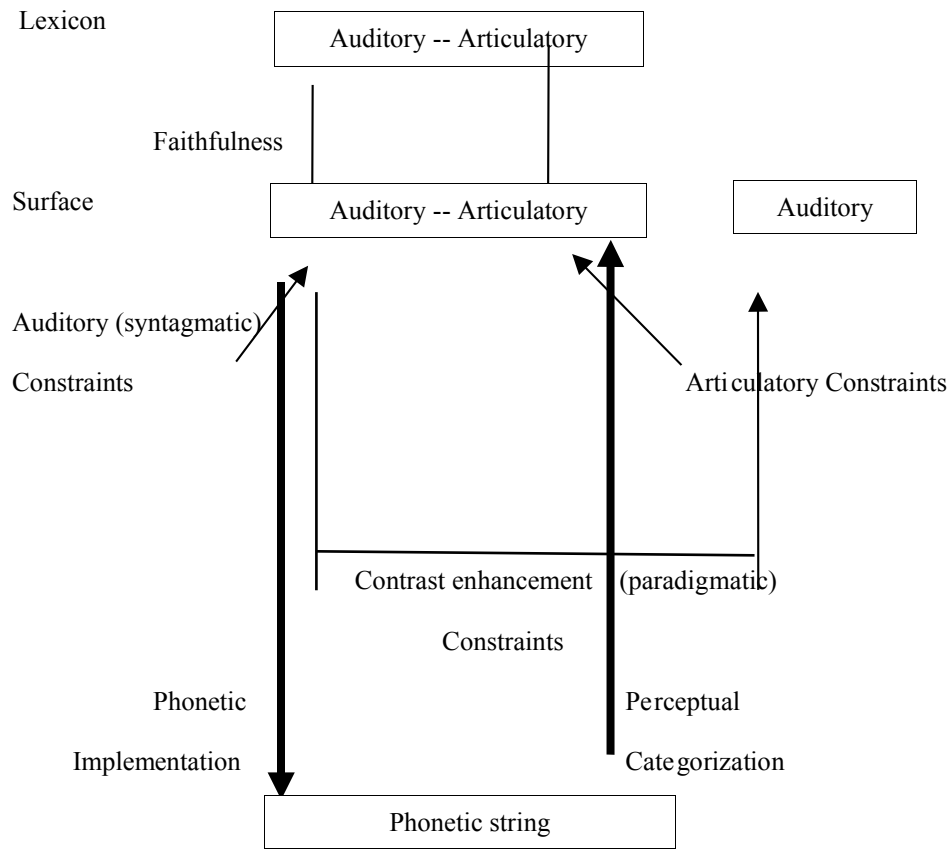 Lexicon
Auditory -- Articulatory
Faithfulness
Surface
Auditory -- Articulatory
Auditory
Auditory (syntagmatic)
Constraints
Articulatory Constraints
Contrast enhancement (paradigmatic)
Constraints
Phonetic
Implementation
Perceptual
Categorization
Phonetic string